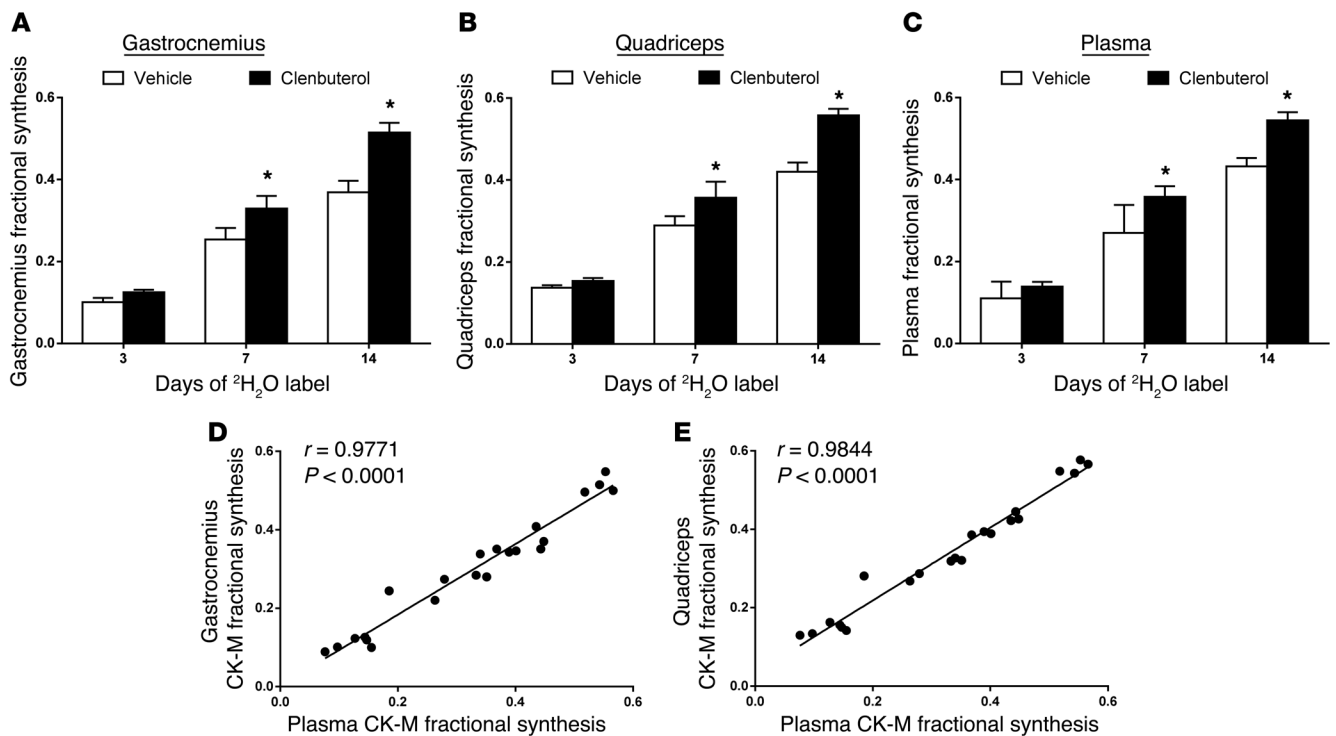 A
Gastrocnemius
Vehicle
Clenbuterol
Gastrocnemius fractional synthesis
0.6
0.4
0.2
0.0
*
*
3
7
14
Days of ²H₂O label
B
Quadriceps
Vehicle
Clenbuterol
Quadriceps fractional synthesis
0.6
0.4
0.2
0.0
*
*
3
7
14
Days of ²H₂O label
C
Plasma
Vehicle
Clenbuterol
Plasma fractional synthesis
0.6
0.4
0.2
0.0
*
*
3
7
14
Days of ²H₂O label
D
r = 0.9771
P < 0.0001
Gastrocnemius
CK-M fractional synthesis
0.6
0.4
0.2
0.0
0.0
0.2
0.4
0.6
Plasma CK-M fractional synthesis
E
r = 0.9844
P < 0.0001
Quadriceps
CK-M fractional synthesis
0.6
0.4
0.2
0.0
0.0
0.2
0.4
0.6
Plasma CK-M fractional synthesis